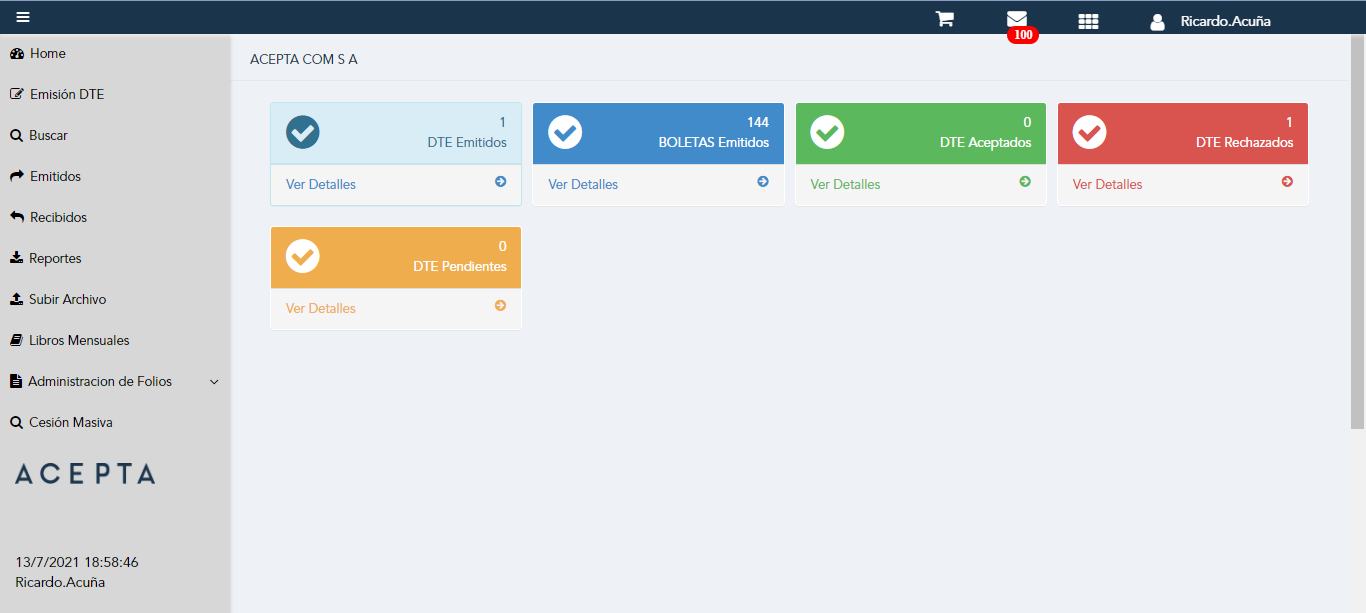 Ricardo.Acuña
100
Home
Emisión DTE
Buscar
Emitidos
Recibidos
Reportes
Subir Archivo
Libros Mensuales
Administracion de Folios
Cesión Masiva
ACEPTA
13/7/2021 18:58:46
Ricardo.Acuña
ACEPTA COM S A
1
DTE Emitidos
Ver Detalles
144
BOLETAS Emitidos
Ver Detalles
0
DTE Aceptados
Ver Detalles
1
DTE Rechazados
Ver Detalles
0
DTE Pendientes
Ver Detalles